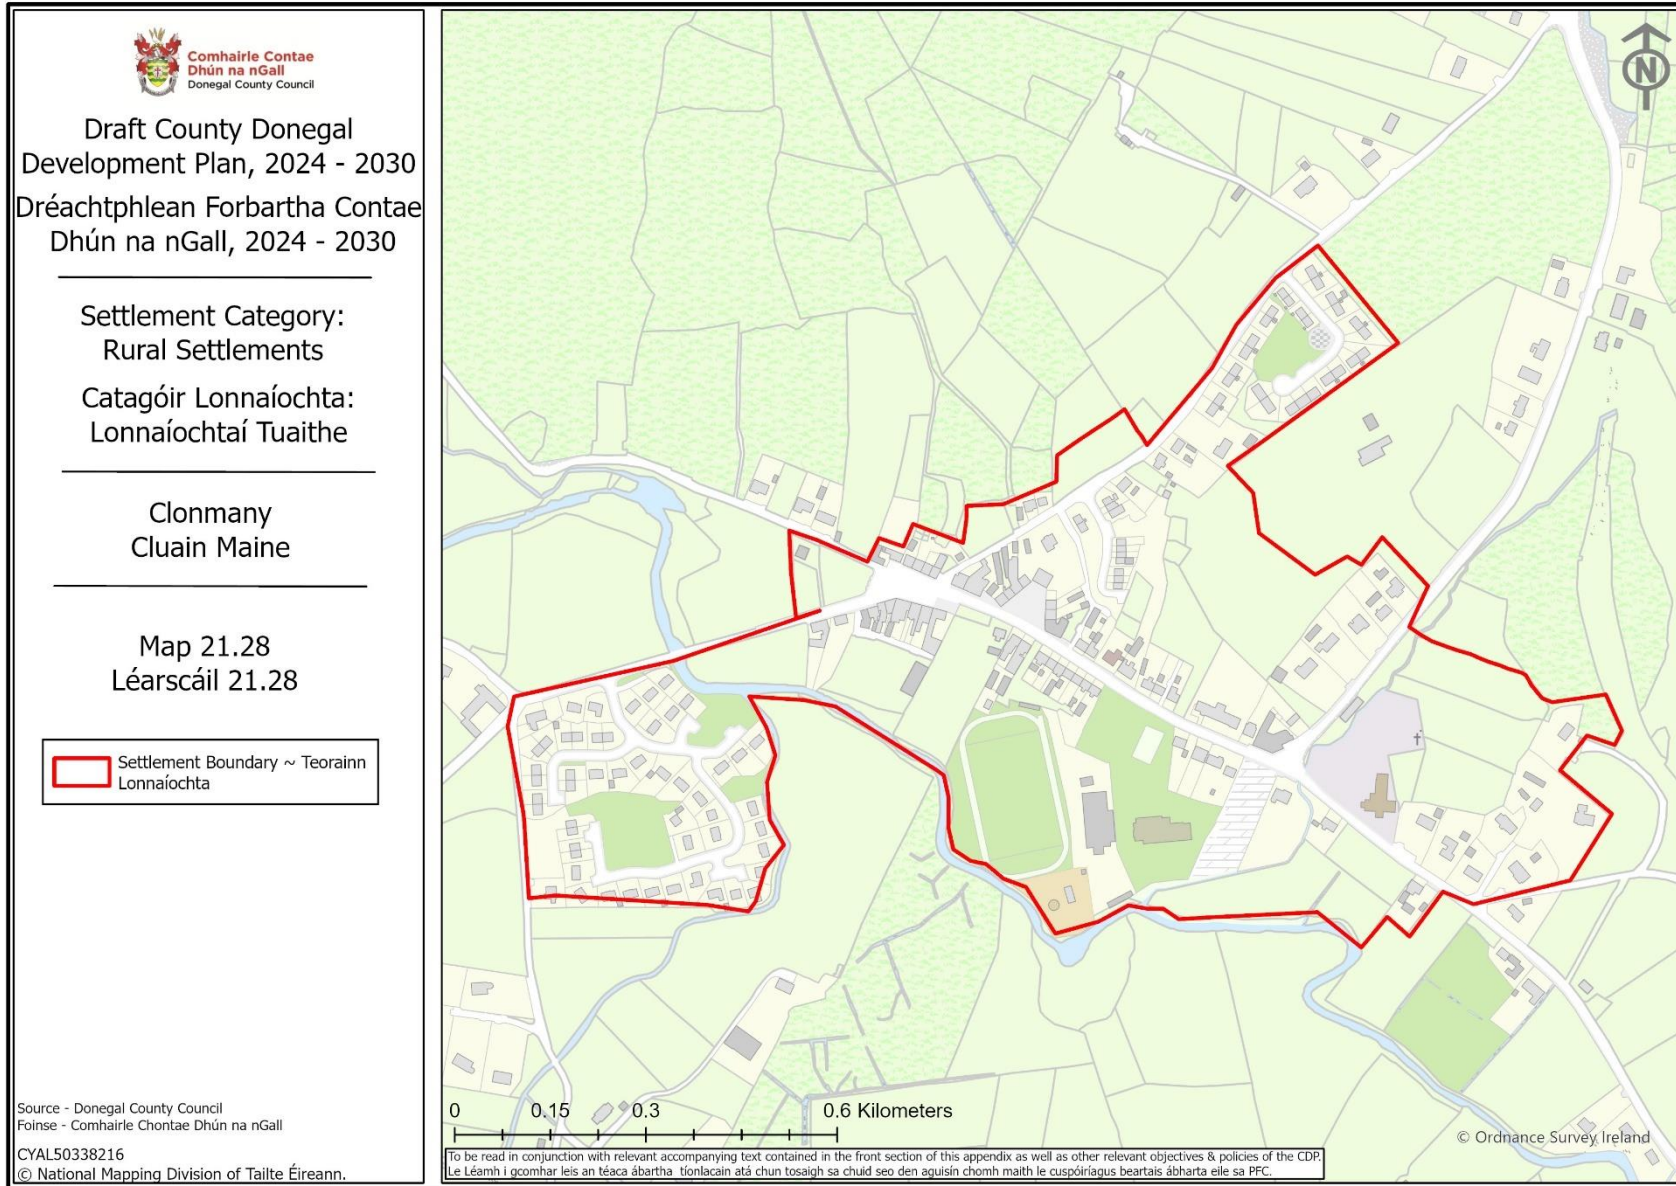 Comhairle Contae
Dhún na nGall
Donegal County Council
Draft County Donegal
Development Plan, 2024 - 2030
Dréachtphlean Forbartha Contae
Dhún na nGall, 2024 - 2030
Settlement Category:
Rural Settlements
Catagóir Lonnaíochta:
Lonnaíochtaí Tuaithe
Clonmany
Cluain Maine
Map 21.28
Léarscáil 21.28
Settlement Boundary ~ Teorainn
Lonnaíochta
Source - Donegal County Council
Foinse - Comhairle Chontae Dhún na nGall
CYAL50338216
© National Mapping Division of Tailte Éireann.
N
0 0.15 0.3 0.6 Kilometers
© Ordnance Survey Ireland
To be read in conjunction with relevant accompanying text contained in the front section of this appendix as well as other relevant objectives & policies of the CDP.
Le Léamh i gcomhar leis an téaca ábartha tíonlacain atá chun tosaigh sa chuid seo den aguisín chomh maith le cuspóiríagus beartais ábharta eile sa PFC.